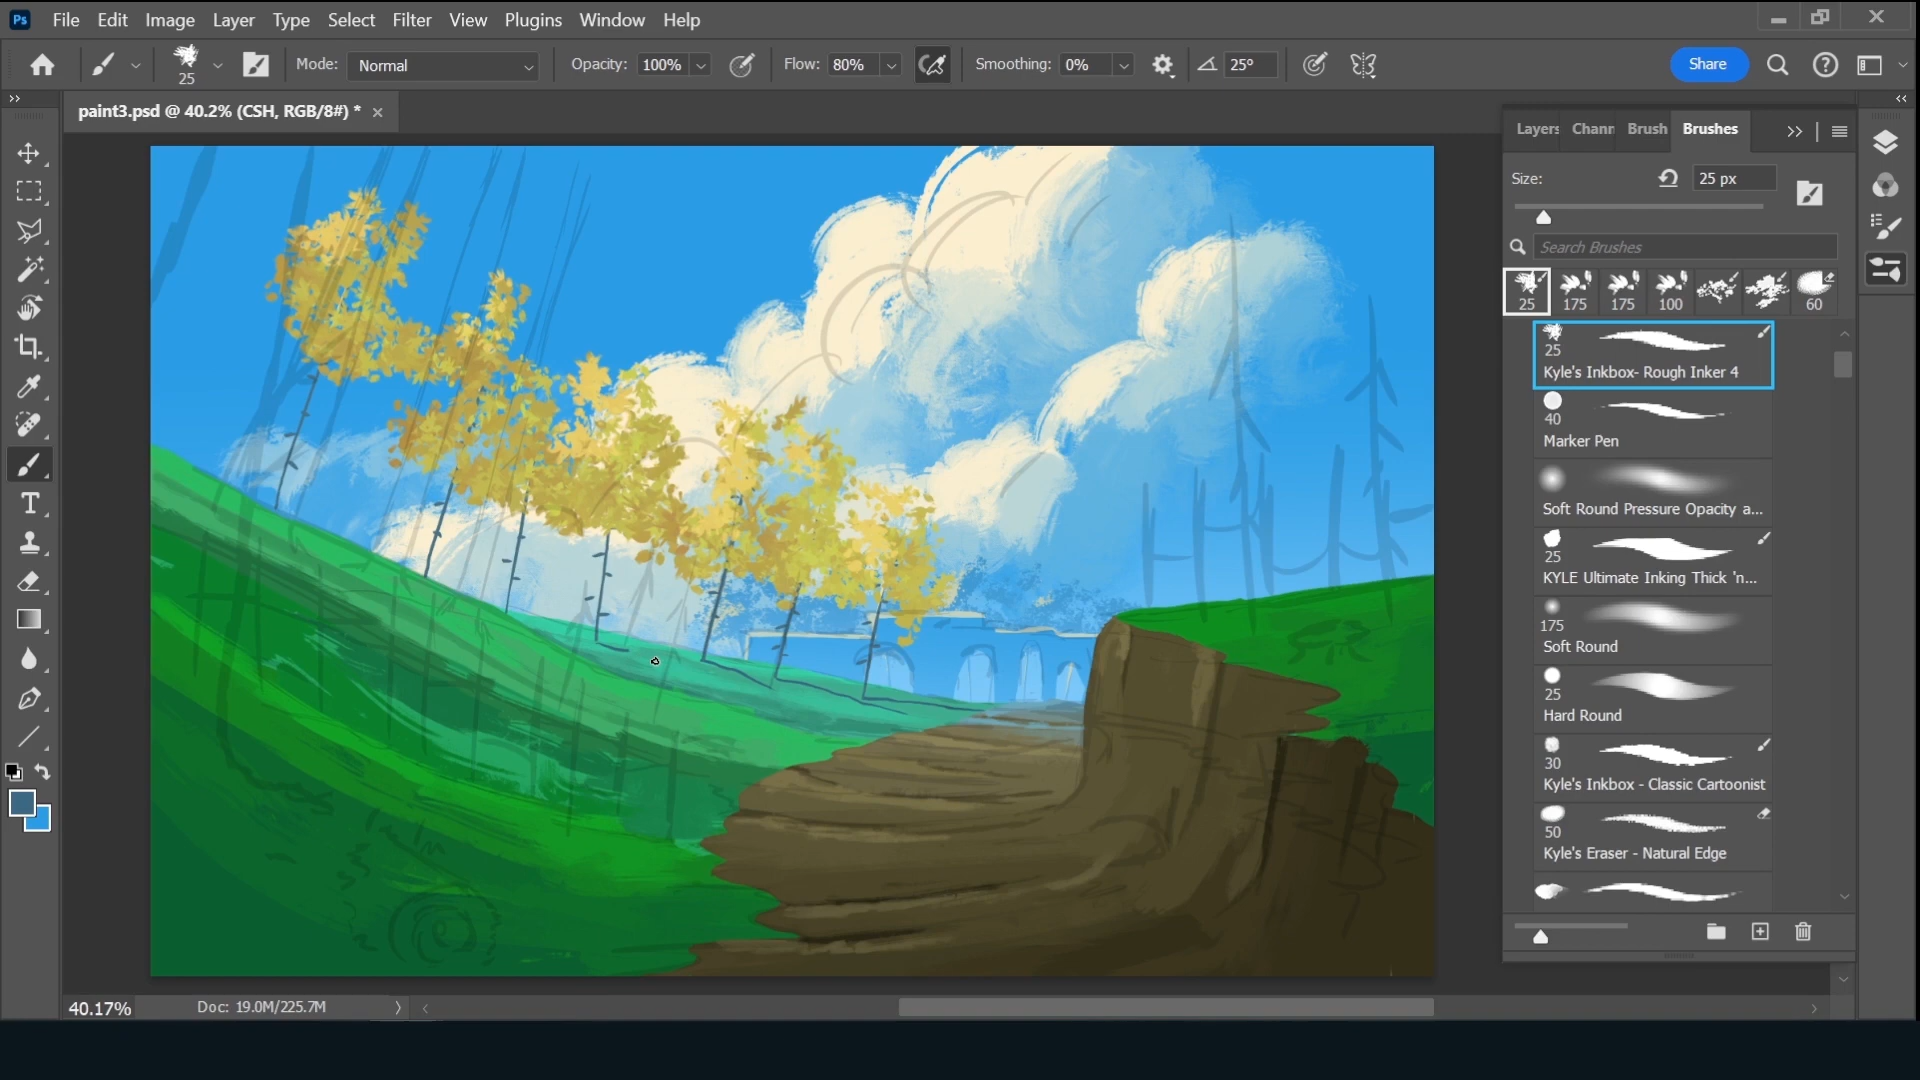 Ps File Edit Image Layer Type Select Filter View Plugins Window Help
25 Mode: Normal Opacity: 100% Flow: 80% Smoothing: 0% 25° Share
paint3.psd @ 40.2% (CSH, RGB/8#) *
Layers Chann Brush Brushes
Size: 25 px
Search Brushes
25 175 175 100 60
25
Kyle's Inkbox- Rough Inker 4
40
Marker Pen
Soft Round Pressure Opacity a...
25
KYLE Ultimate Inking Thick 'n...
175
Soft Round
25
Hard Round
30
Kyle's Inkbox - Classic Cartoonist
50
Kyle's Eraser - Natural Edge
40.17% Doc: 19.0M/225.7M